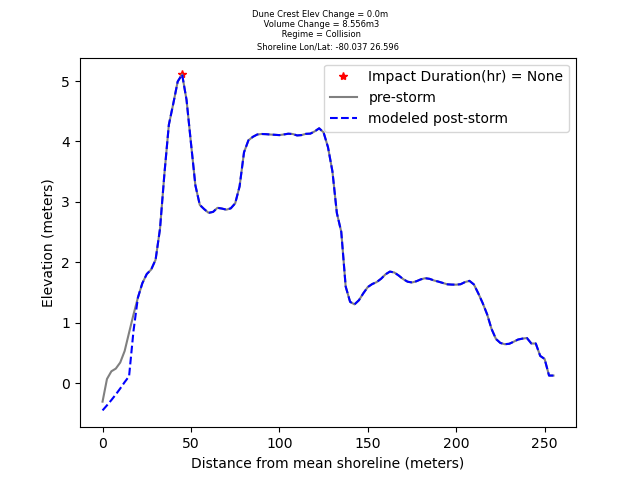 Dune Crest Elev Change = 0.0m
Volume Change = 8.556m3
Regime = Collision
Shoreline Lon/Lat: -80.037 26.596
Impact Duration(hr) = None
pre-storm
modeled post-storm
Elevation (meters)
5
4
3
2
1
0
0 50 100 150 200 250
Distance from mean shoreline (meters)